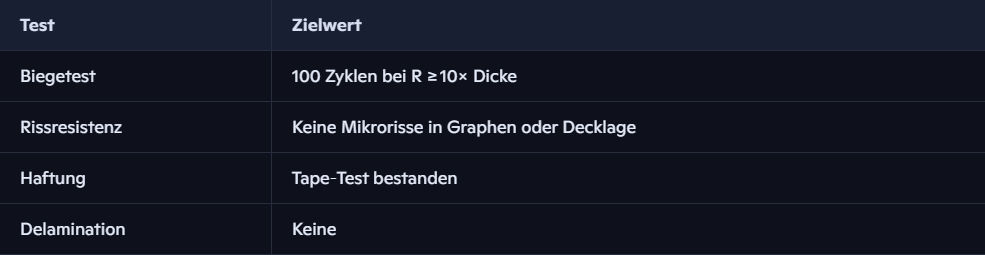 Test Zielwert
Biegetest 100 Zyklen bei R ≥10× Dicke
Rissresistenz Keine Mikrorisse in Graphen oder Decklage
Haftung Tape-Test bestanden
Delamination Keine